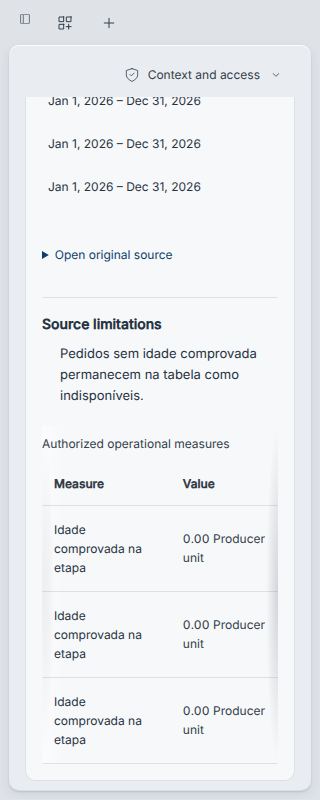 Context and access
Jan 1, 2026 – Dec 31, 2026
Jan 1, 2026 – Dec 31, 2026
Jan 1, 2026 – Dec 31, 2026
Open original source
Source limitations
Pedidos sem idade comprovada
permanecem na tabela como
indisponíveis.
Authorized operational measures
Measure Value
Idade
comprovada na
etapa
0.00 Producer
unit
Idade
comprovada na
etapa
0.00 Producer
unit
Idade
comprovada na
etapa
0.00 Producer
unit